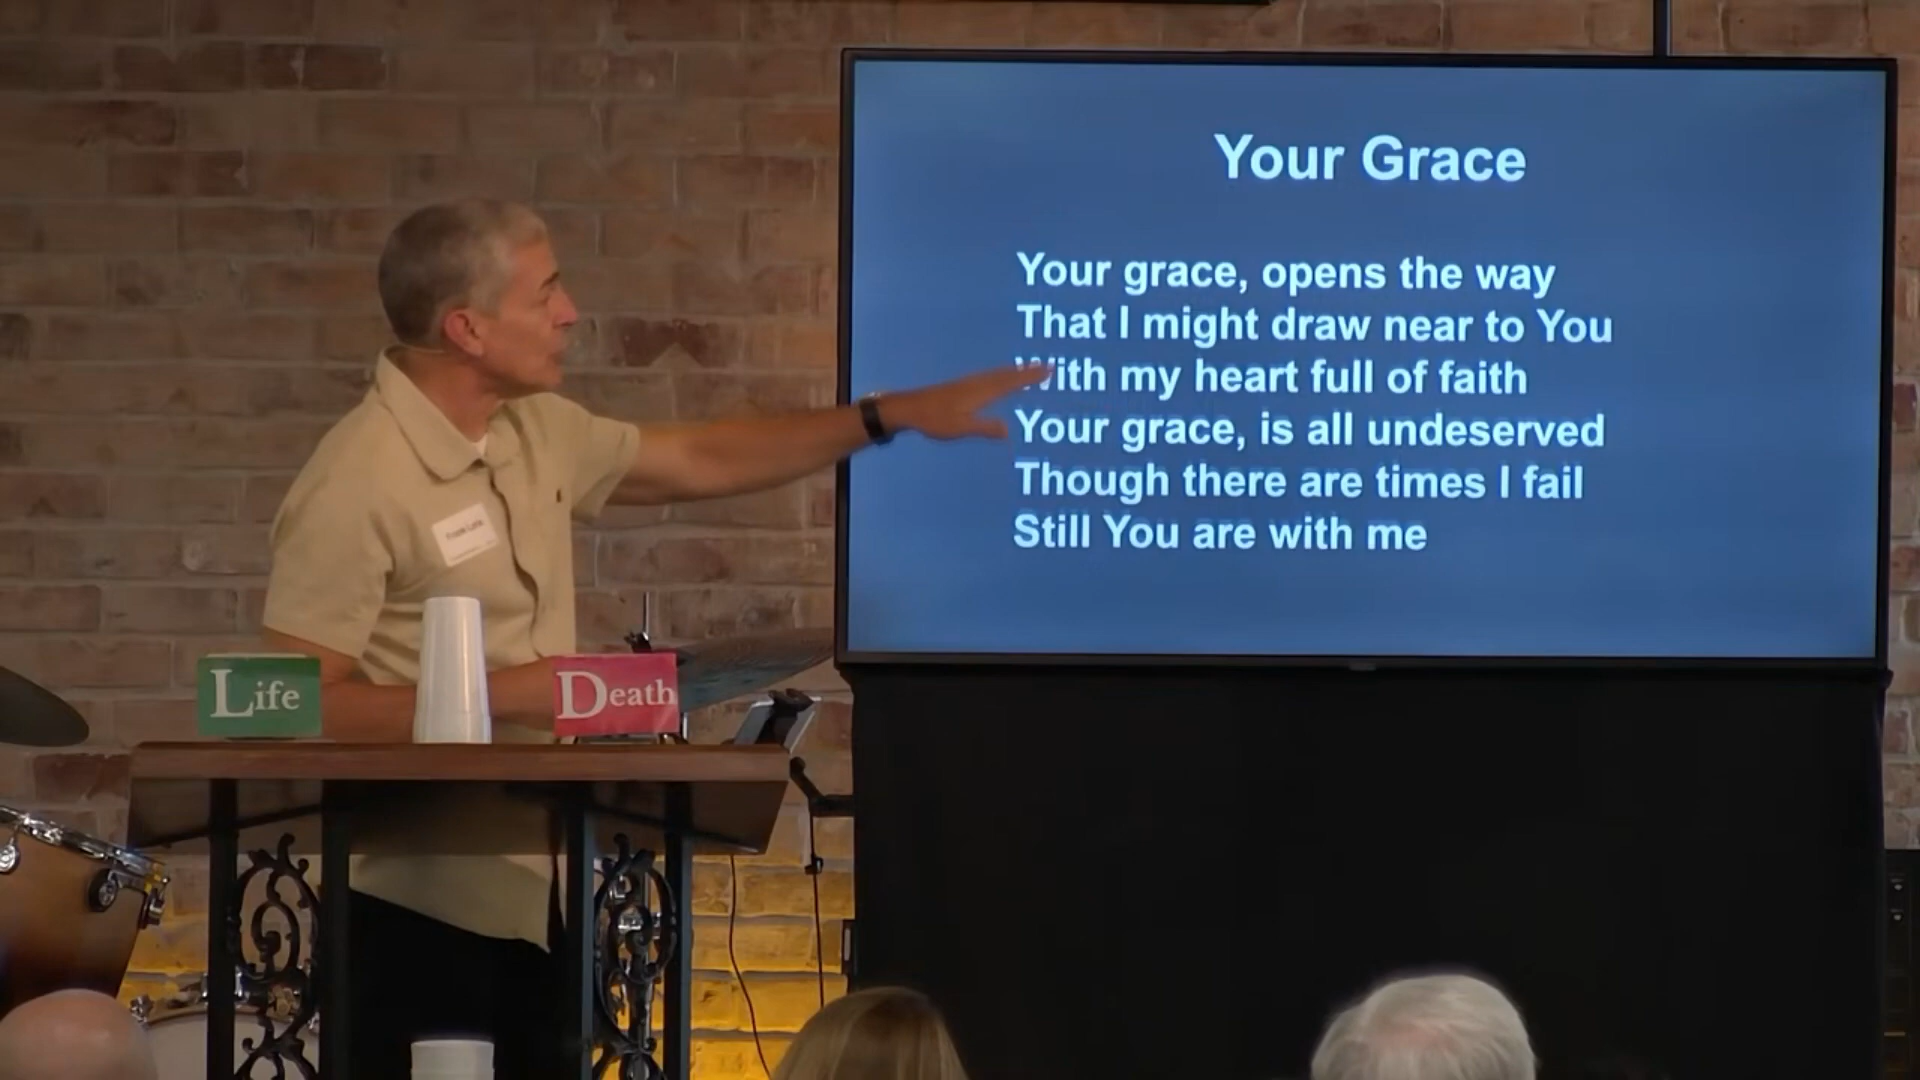 Your Grace
Your grace, opens the way
That I might draw near to You
With my heart full of faith
Your grace, is all undeserved
Though there are times I fail
Still You are with me
Life
Death